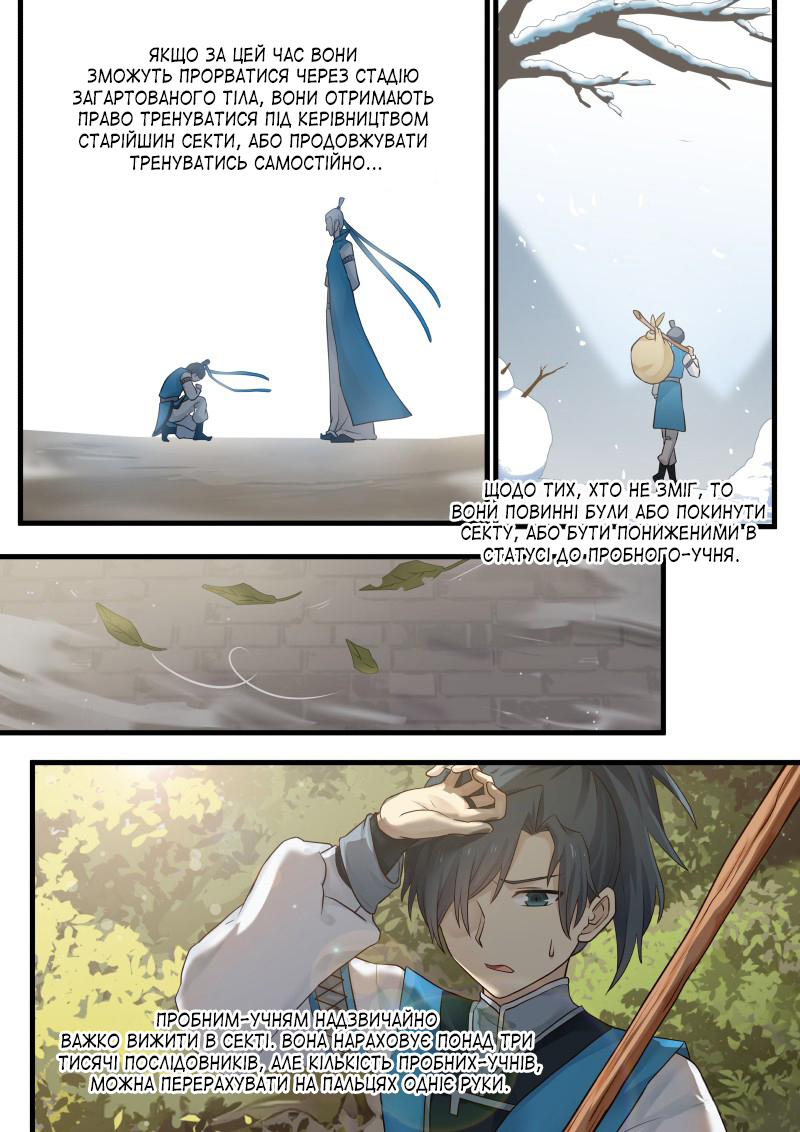 ЯКЩО ЗА ЦЕЙ ЧАС ВОНИ
ЗМОЖУТЬ ПРОРВАТИСЯ ЧЕРЕЗ СТАДІЮ
ЗАГАРТОВАНОГО ТІЛА, ВОНИ ОТРИМАЮТЬ
ПРАВО ТРЕНУВАТИСЯ ПІД КЕРІВНИЦТВОМ
СТАРІЙШИН СЕКТИ, АБО ПРОДОВЖУВАТИ
ТРЕНУВАТИСЬ САМОСТІЙНО...
ЩОДО ТИХ, ХТО НЕ ЗМІГ, ТО
ВОНИ ПОВИННІ БУЛИ АБО ПОКИНУТИ
СЕКТУ, АБО БУТИ ПОНИЖЕНИМИ В
СТАТУСІ ДО ПРОБНОГО-УЧНЯ.
ПРОБНИМ-УЧНЯМ НАДЗВИЧАЙНО
ВАЖКО ВИЖИТИ В СЕКТІ. ВОНА НАРАХОВУЄ ПОНАД ТРИ
ТИСЯЧІ ПОСЛІДОВНИКІВ, АЛЕ КІЛЬКІСТЬ ПРОБНИХ-УЧНІВ,
МОЖНА ПЕРЕРАХУВАТИ НА ПАЛЬЦЯХ ОДНІЄ РУКИ.